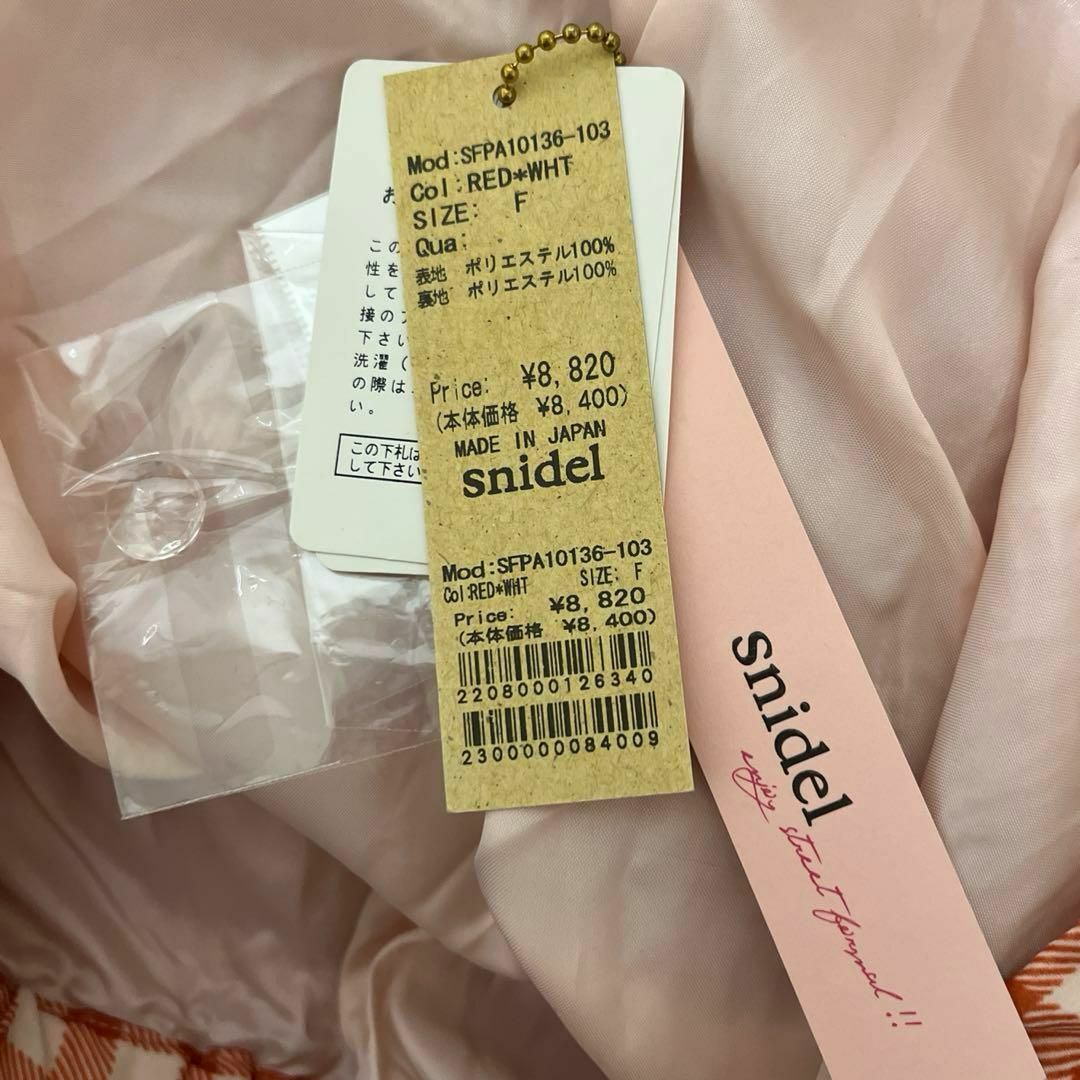 Mod:SFPA10136-103
Col:RED*WHT
SIZE: F
Qua:
表地 ポリエステル100%
裏地 ポリエステル100%
Price: ¥8,820
(本体価格 ¥8,400)
MADE IN JAPAN
snidel
Mod:SFPA10136-103
Col:RED*WHT SIZE: F
Price: ¥8,820
(本体価格 ¥8,400)
2208000126340
2300000084009
お
この
性を
して
接の
下さい
洗濯(
の際は
い。
この下札は
して下さい
snidel
enjoy street formal!!